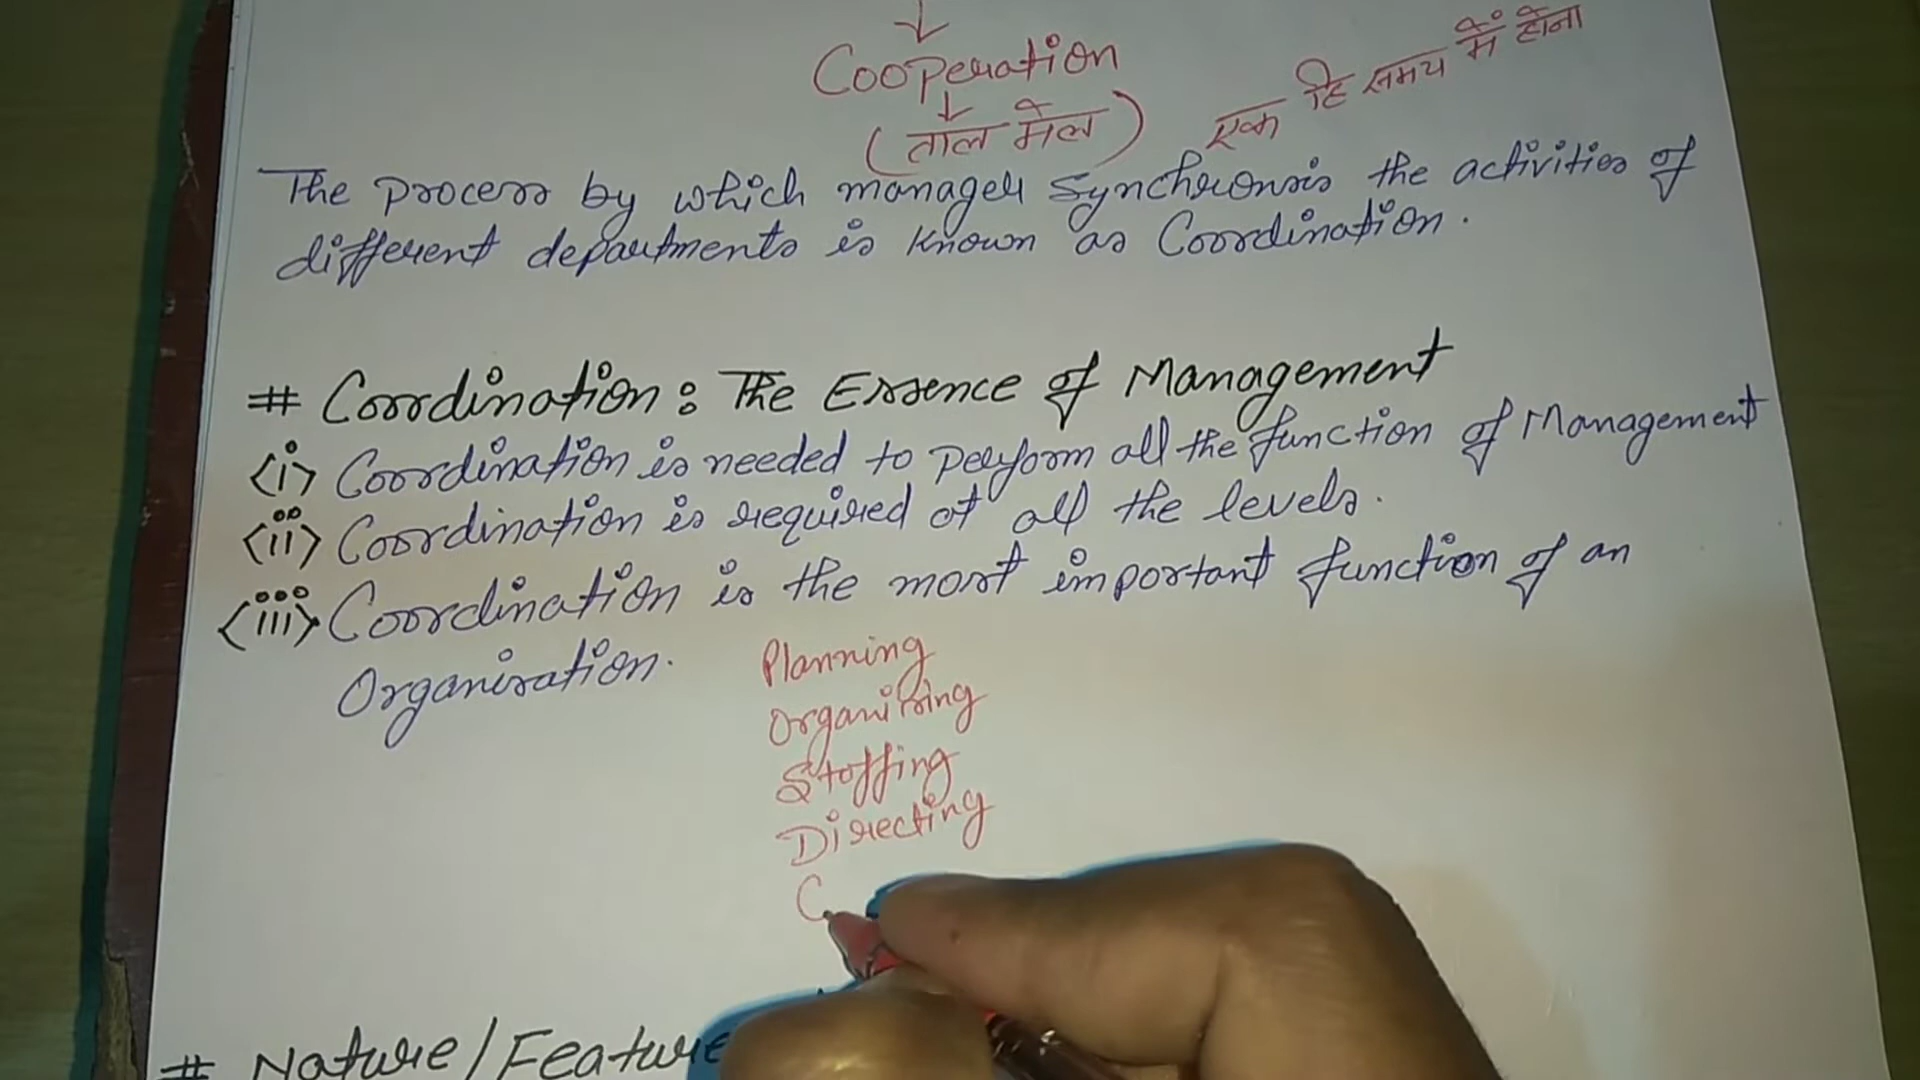 Cooperation
(ताल मेल)
एक हि समय में होना
The process by which manager Synchronsis the activities of
different departments is known as Coordination.
# Coordination: The Essence of Management
(i) Coordination is needed to perform all the function of Management
(ii) Coordination is required at all the levels.
(iii) Coordination is the most important function of an
Organisation.
Planning
Organising
Staffing
Directing
C
# Nature/Feature